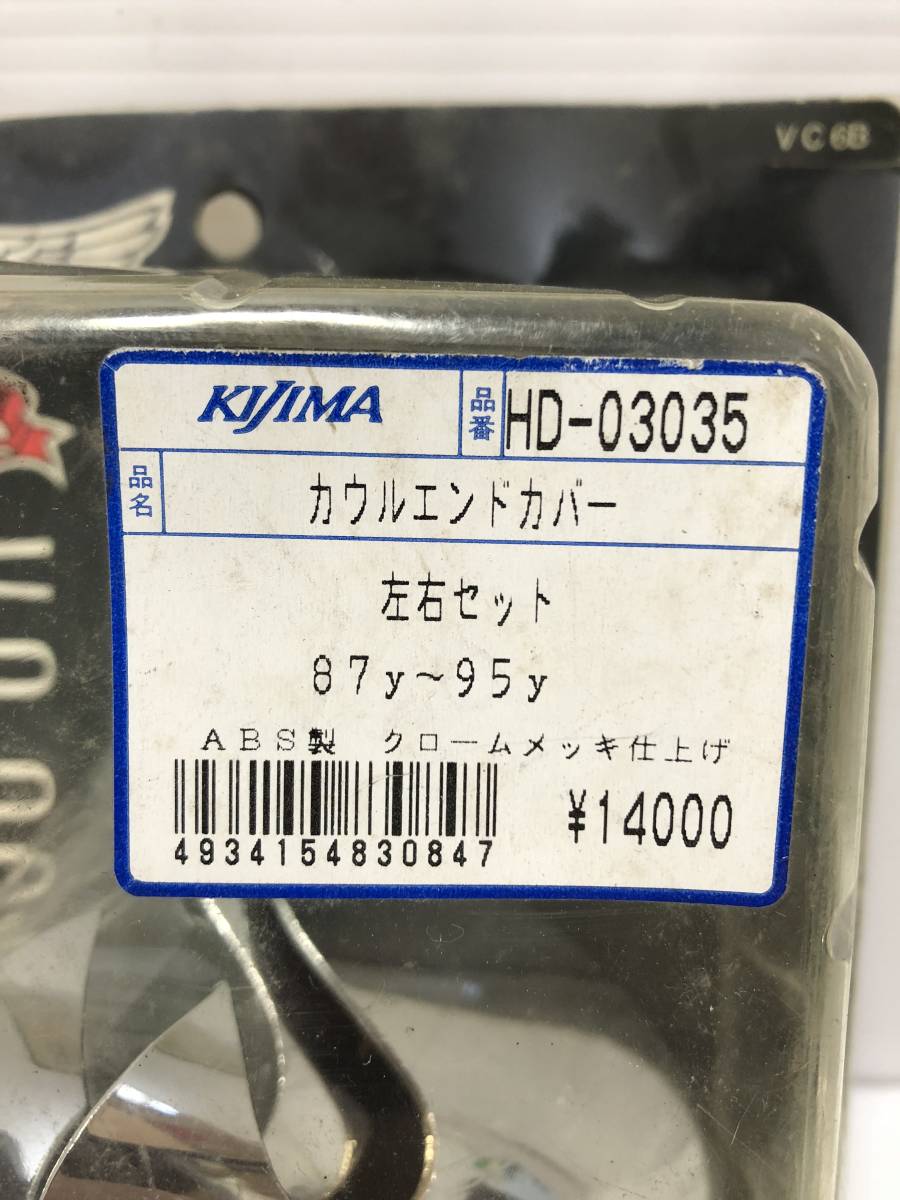 VC6B
KIJIMA 品番 HD-03035
品名 カウルエンドカバー
左右セット
87y~95y
ABS製 クロームメッキ仕上げ
¥14000
4934154830847